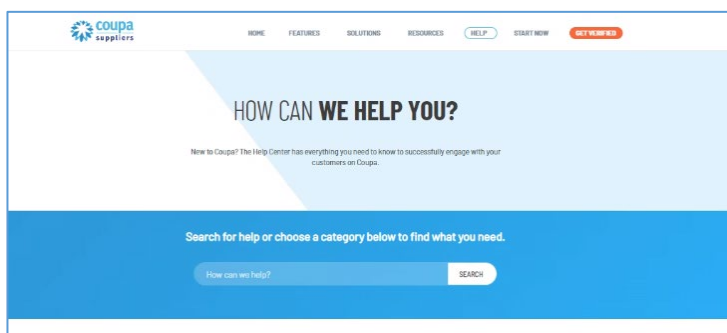 coupa
suppliers
HOME FEATURES SOLUTIONS RESOURCES HELP START NOW GET VERIFIED
HOW CAN WE HELP YOU?
New to Coupa? The Help Center has everything you need to know to successfully engage with your
customers on Coupa.
Search for help or choose a category below to find what you need.
How can we help? SEARCH